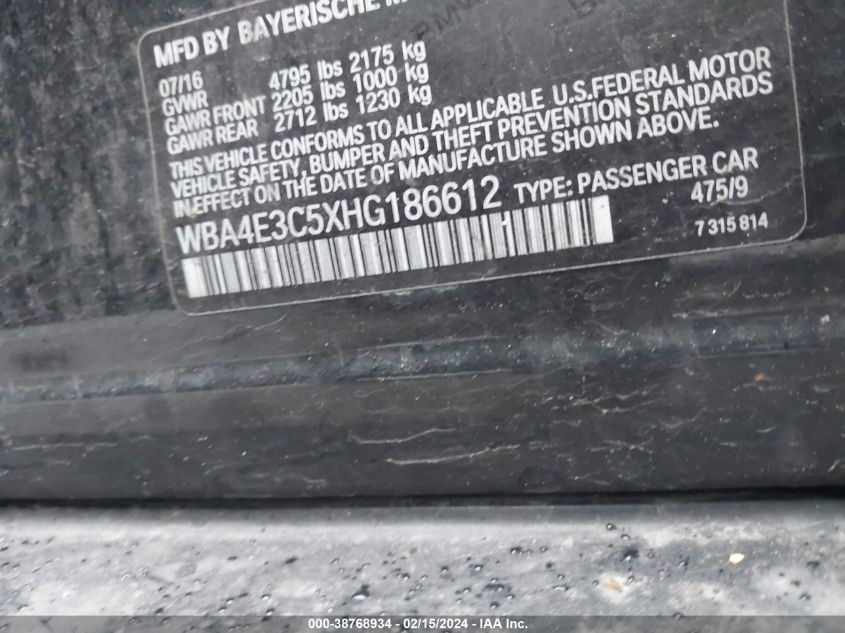 MFD BY BAYERISCHE M
07/16
GVWR 4795 lbs 2175 kg
GAWR FRONT 2205 lbs 1000 kg
GAWR REAR 2712 lbs 1230 kg
THIS VEHICLE CONFORMS TO ALL APPLICABLE U.S.FEDERAL MOTOR
VEHICLE SAFETY, BUMPER AND THEFT PREVENTION STANDARDS
IN EFFECT ON THE DATE OF MANUFACTURE SHOWN ABOVE.
WBA4E3C5XHG186612 TYPE: PASSENGER CAR
475/9
7 315 814
000-38768934 - 02/15/2024 - IAA Inc.